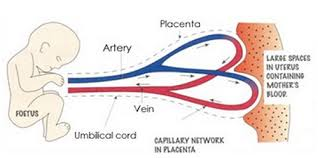 Placenta
Artery
LARGE SPACES
IN UTERUS
CONTAINING
MOTHER'S
BLOOD.
FOETUS
Vein
Umbilical cord
CAPILLARY NETWORK
IN PLACENTA